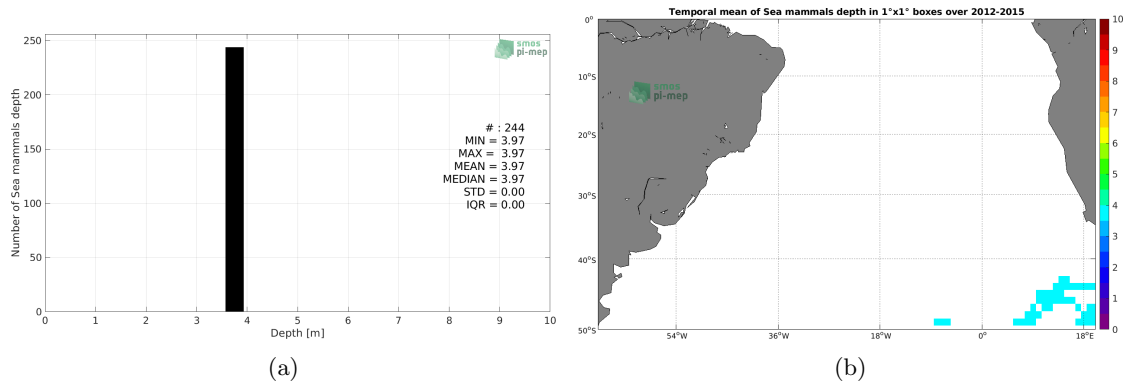 smos
pi-mep
250
200
150
100
50
0
Number of Sea mammals depth
# : 244
MIN = 3.97
MAX = 3.97
MEAN = 3.97
MEDIAN = 3.97
STD = 0.00
IQR = 0.00
0 1 2 3 4 5 6 7 8 9 10
Depth [m]
(a)
Temporal mean of Sea mammals depth in 1°x1° boxes over 2012-2015
0°
10°S
20°S
30°S
40°S
50°S
smos
pi-mep
54°W 36°W 18°W 0° 18°E
10
9
8
7
6
5
4
3
2
1
0
(b)